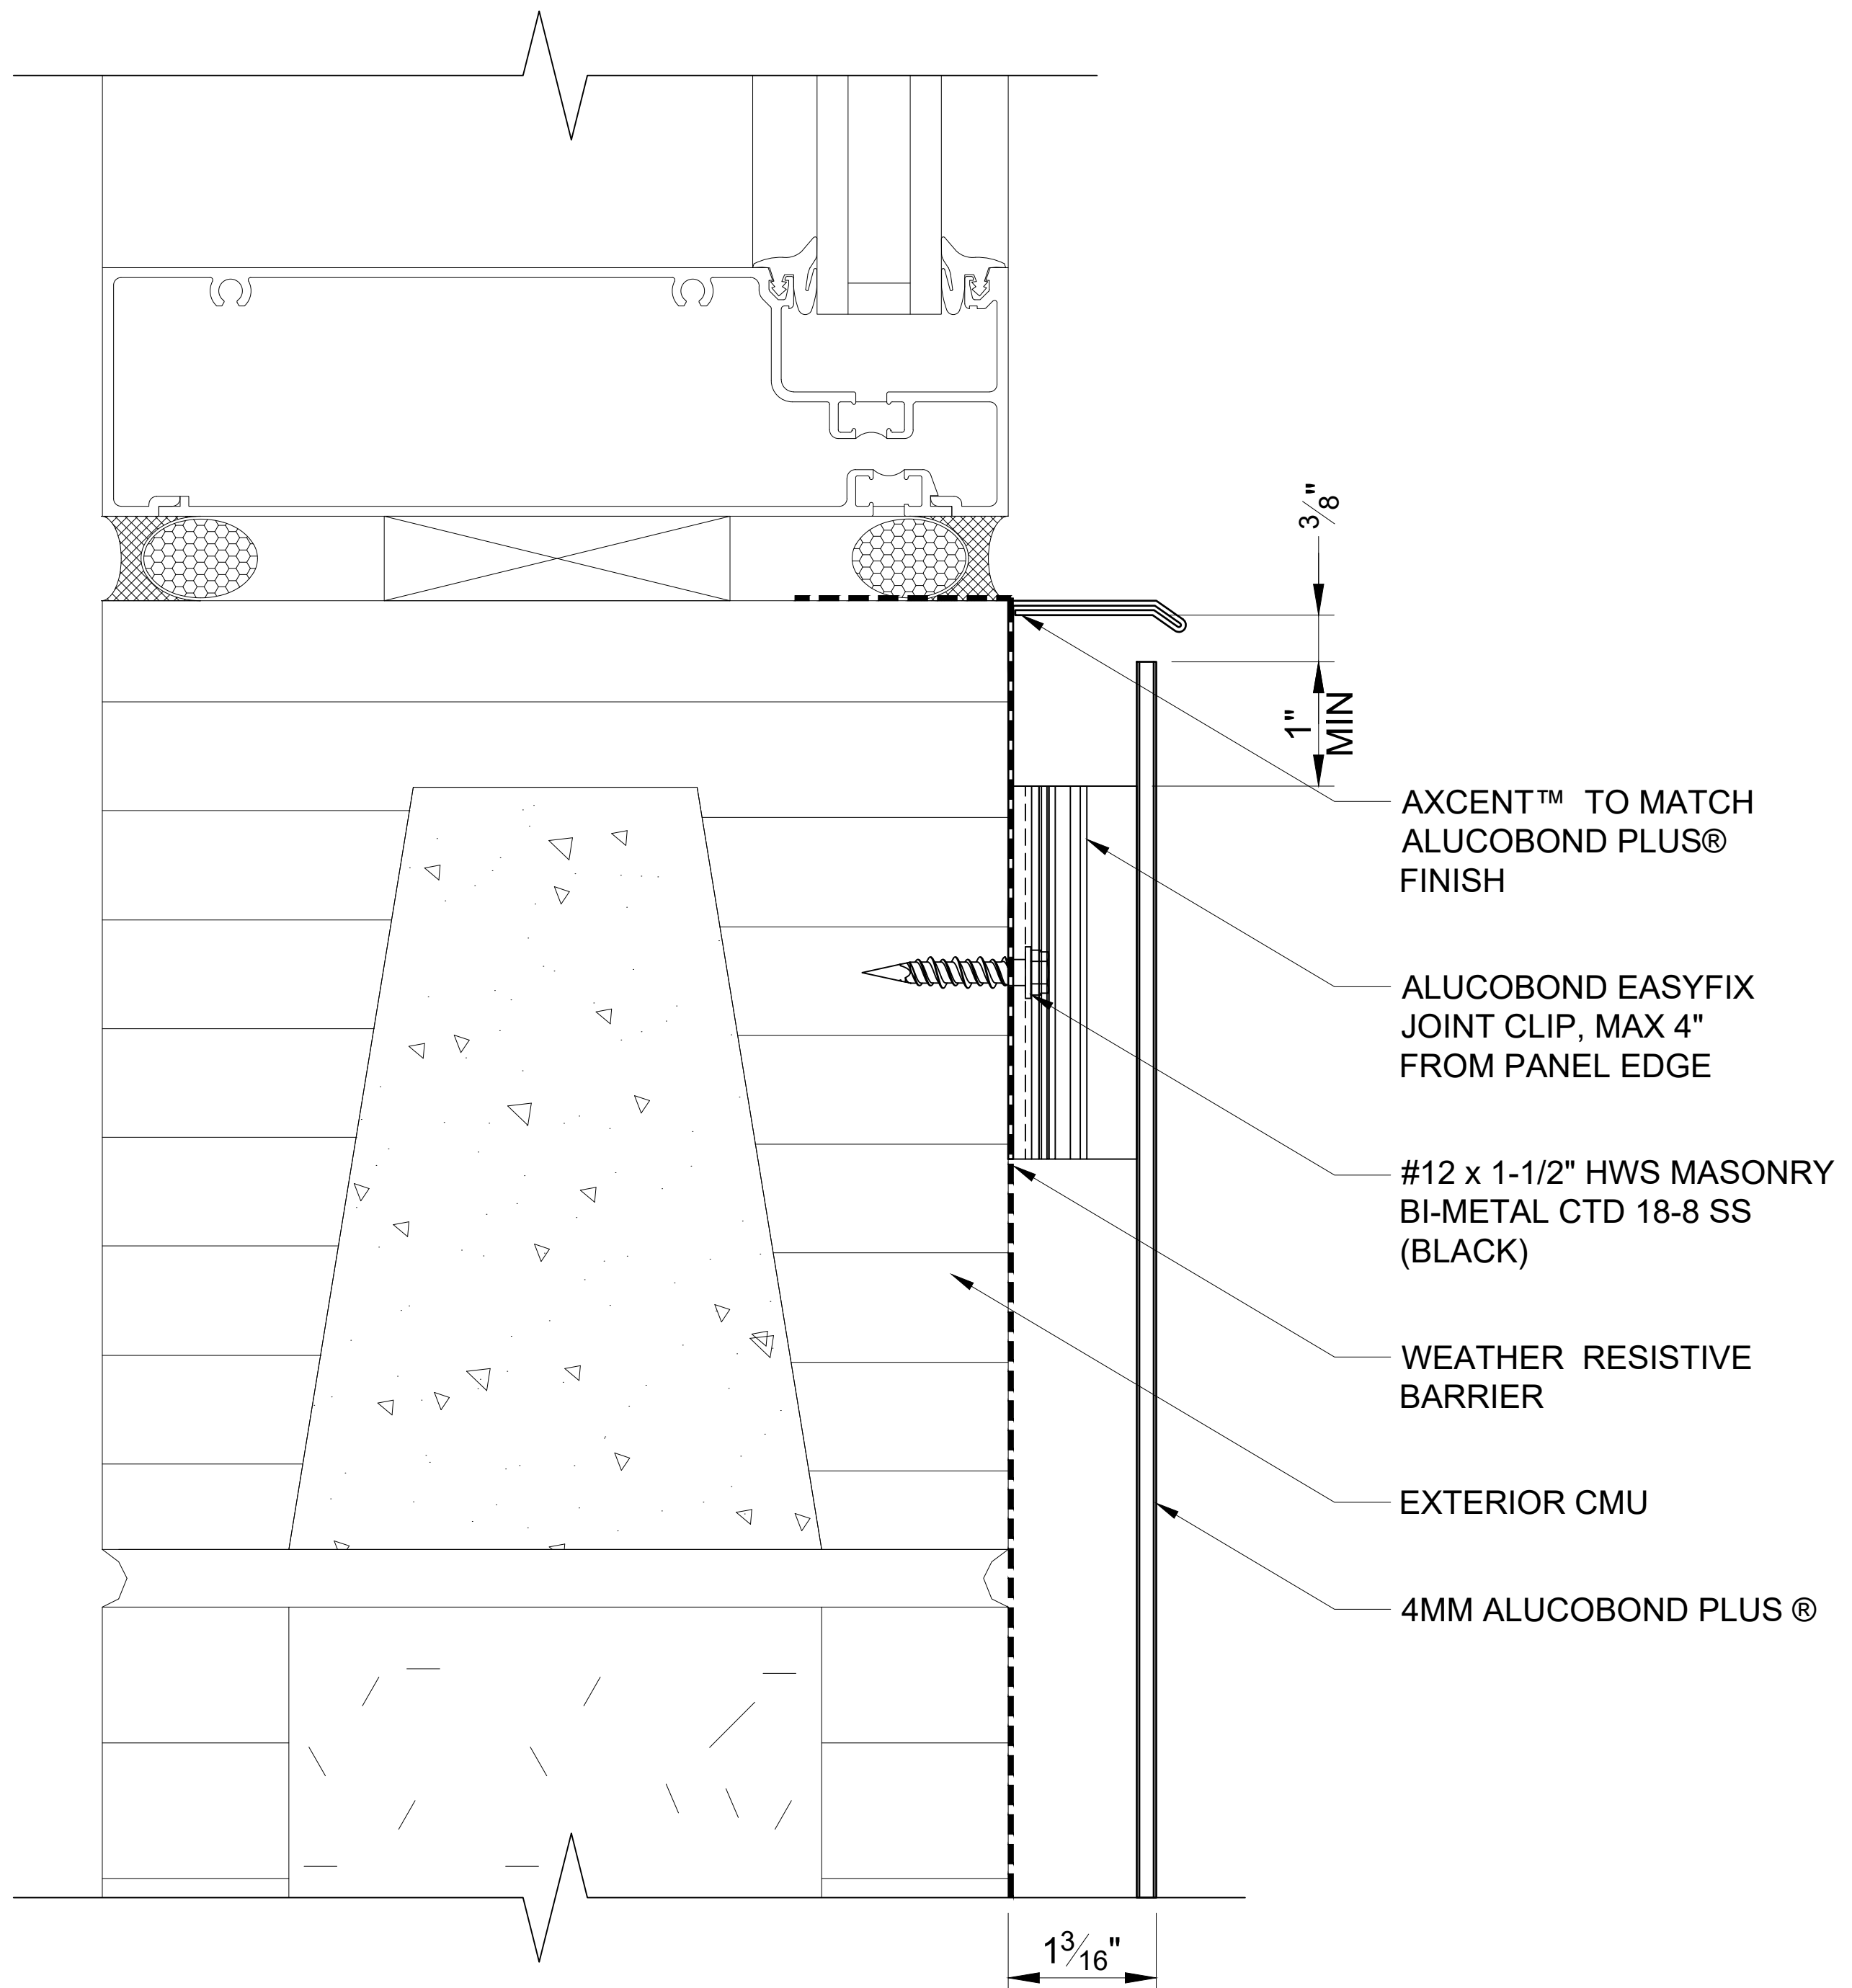 3/8"
1"
MIN
AXCENT™ TO MATCH
ALUCOBOND PLUS®
FINISH
ALUCOBOND EASYFIX
JOINT CLIP, MAX 4"
FROM PANEL EDGE
#12 x 1-1/2" HWS MASONRY
BI-METAL CTD 18-8 SS
(BLACK)
WEATHER RESISTIVE
BARRIER
EXTERIOR CMU
4MM ALUCOBOND PLUS ®
1 3/16"